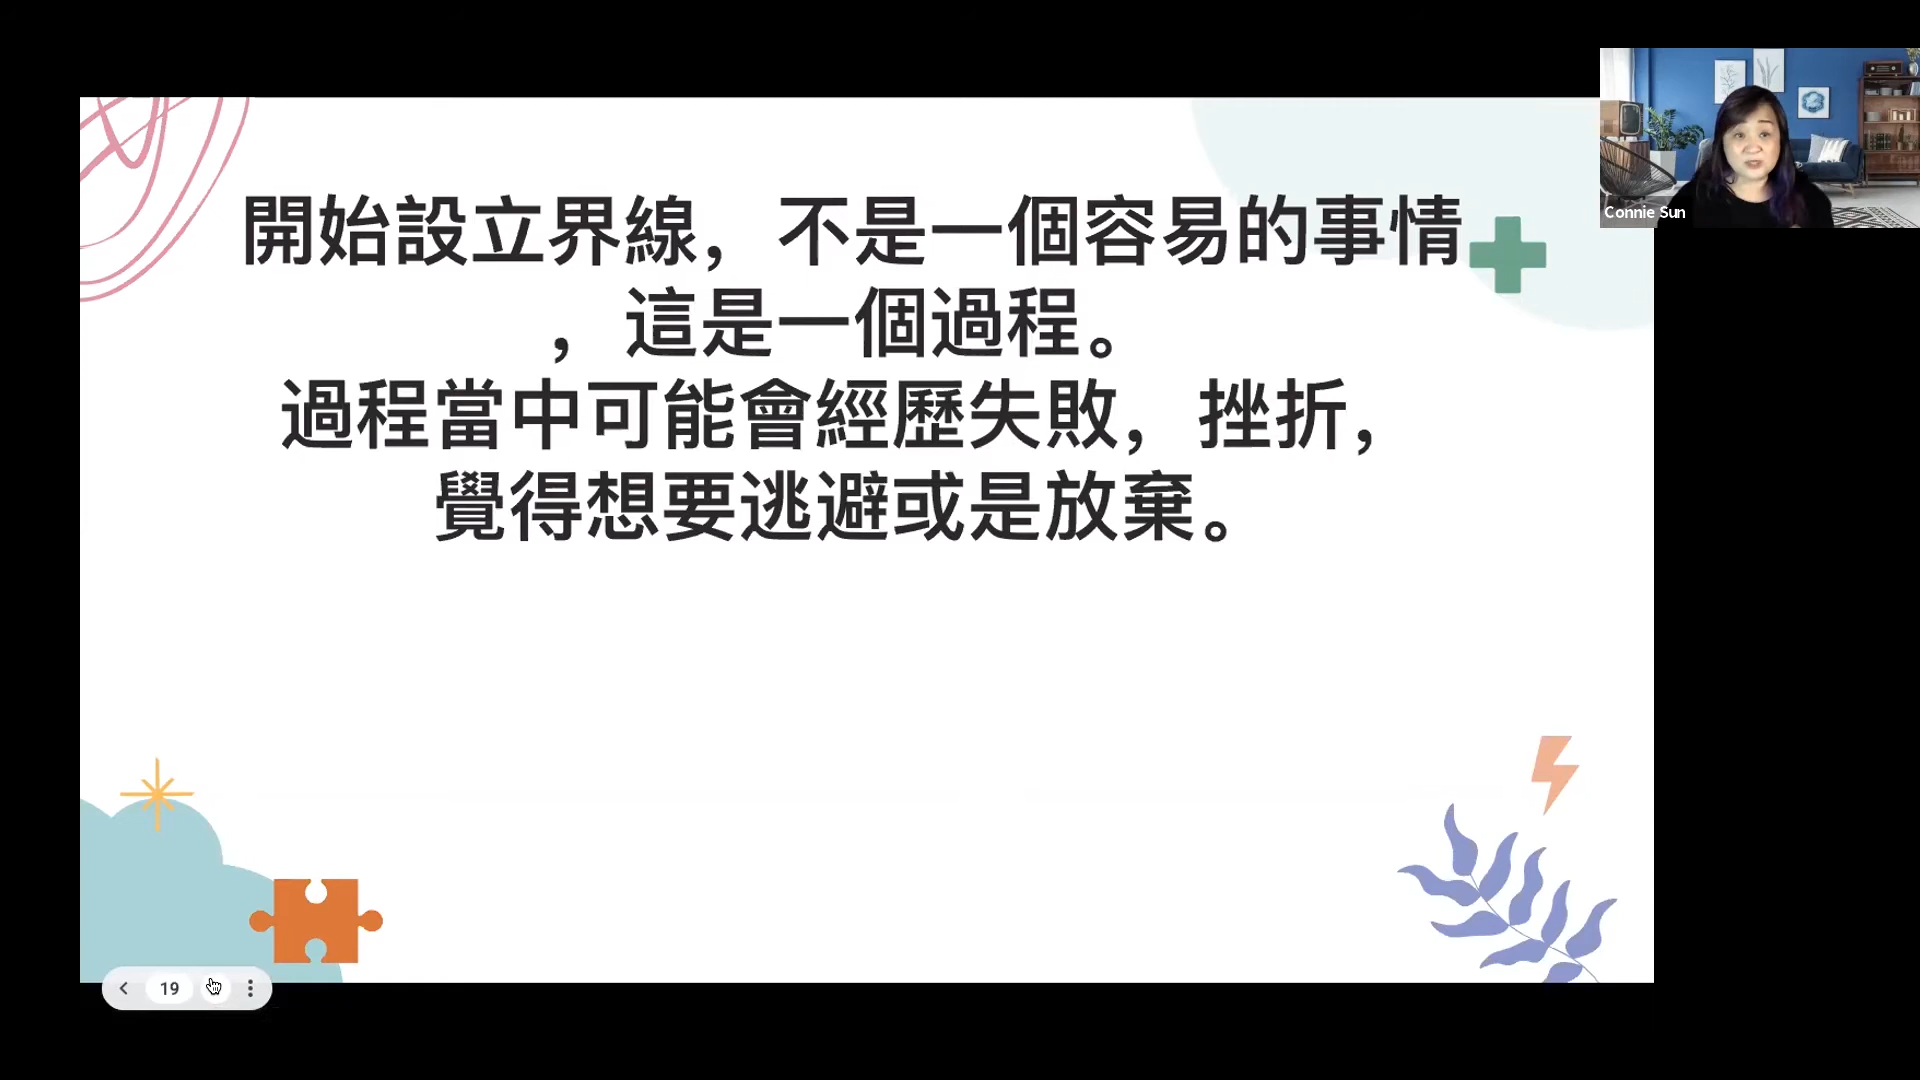 開始設立界線，不是一個容易的事情
，這是一個過程。
過程當中可能會經歷失敗，挫折，
覺得想要逃避或是放棄。
Connie Sun
19